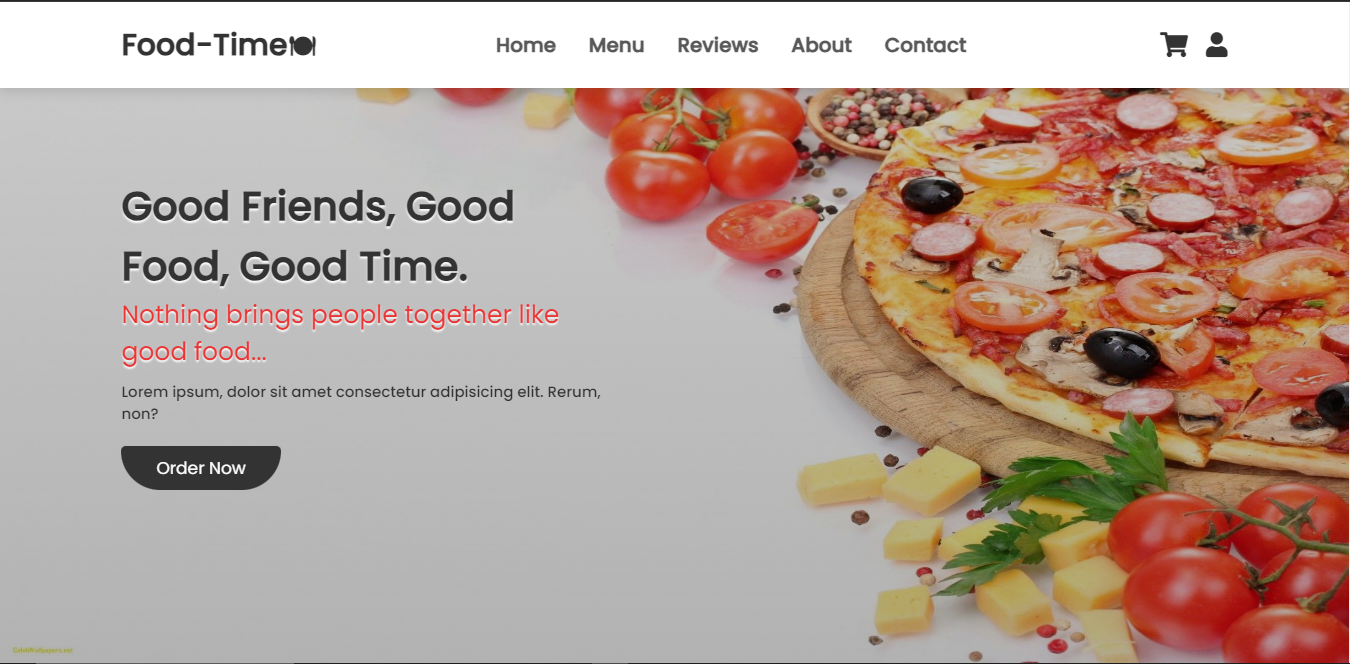 Food-Time
Home Menu Reviews About Contact
Good Friends, Good
Food, Good Time.
Nothing brings people together like
good food...
Lorem ipsum, dolor sit amet consectetur adipisicing elit. Rerum,
non?
Order Now